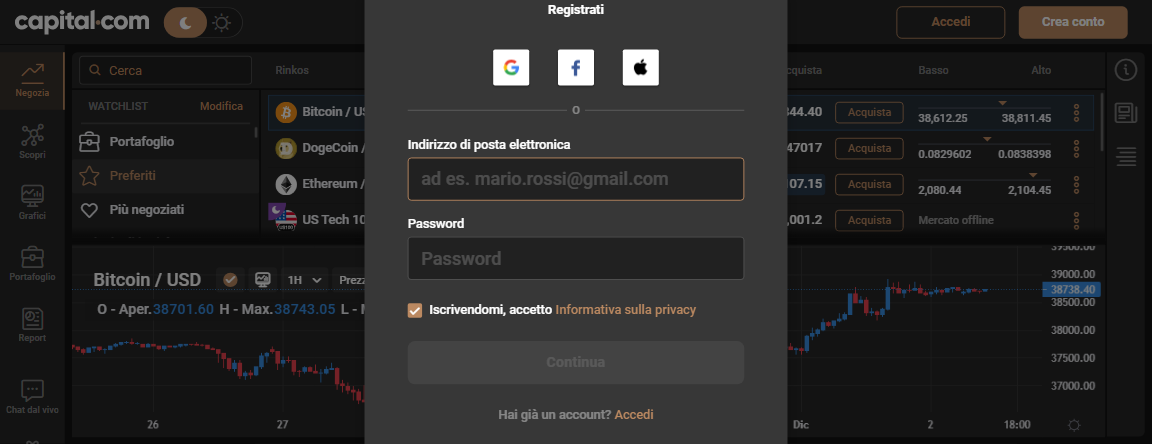 capital.com
Accedi
Crea conto
Registrati
Negozia
Scopri
Grafici
Portafoglio
Report
Chat dal vivo
Cerca
Rinkos
WATCHLIST
Modifica
Portafoglio
Preferiti
Più negoziati
Bitcoin / US
DogeCoin /
Ethereum /
US Tech 10
O
Indirizzo di posta elettronica
ad es. mario.rossi@gmail.com
Password
Password
Iscrivendomi, accetto Informativa sulla privacy
Continua
Hai già un account? Accedi
cquista
Basso
Alto
344.40
Acquista
38,612.25
38,811.45
47017
Acquista
0.0829602
0.0838398
107.15
Acquista
2,080.44
2,104.45
,001.2
Acquista
Mercato offline
Bitcoin / USD
1H
Prezz
O - Aper.38701.60 H - Max.38743.05 L - M
39500.00
39000.00
38738.40
38500.00
38000.00
37500.00
37000.00
26
27
Dic
2
18:00